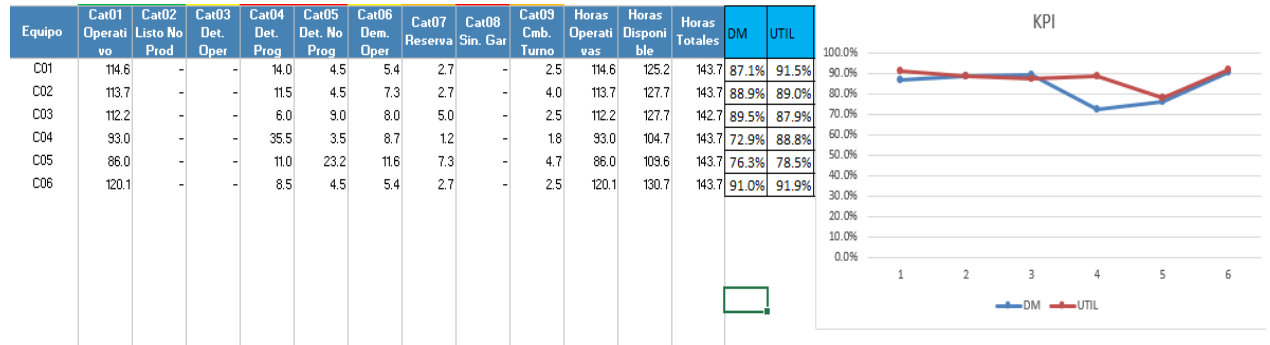 Equipo Cat01 Operati vo Cat02 Listo No Prod Cat03 Det. Oper Cat04 Det. Prog Cat05 Det. No Prog Cat06 Dem. Oper Cat07 Reserva Cat08 Sin. Gar Cat09 Cmb. Turno Horas Operati vas Horas Disponi ble Horas Totales DM UTIL
C01 114.6 - - 14.0 4.5 5.4 2.7 - 2.5 114.6 125.2 143.7 87.1% 91.5%
C02 113.7 - - 11.5 4.5 7.3 2.7 - 4.0 113.7 127.7 143.7 88.9% 89.0%
C03 112.2 - - 6.0 9.0 8.0 5.0 - 2.5 112.2 127.7 142.7 89.5% 87.9%
C04 93.0 - - 35.5 3.5 8.7 1.2 - 1.8 93.0 104.7 143.7 72.9% 88.8%
C05 86.0 - - 11.0 23.2 11.6 7.3 - 4.7 86.0 109.6 143.7 76.3% 78.5%
C06 120.1 - - 8.5 4.5 5.4 2.7 - 2.5 120.1 130.7 143.7 91.0% 91.9%
KPI
100.0%
90.0%
80.0%
70.0%
60.0%
50.0%
40.0%
30.0%
20.0%
10.0%
0.0%
1 2 3 4 5 6
DM UTIL